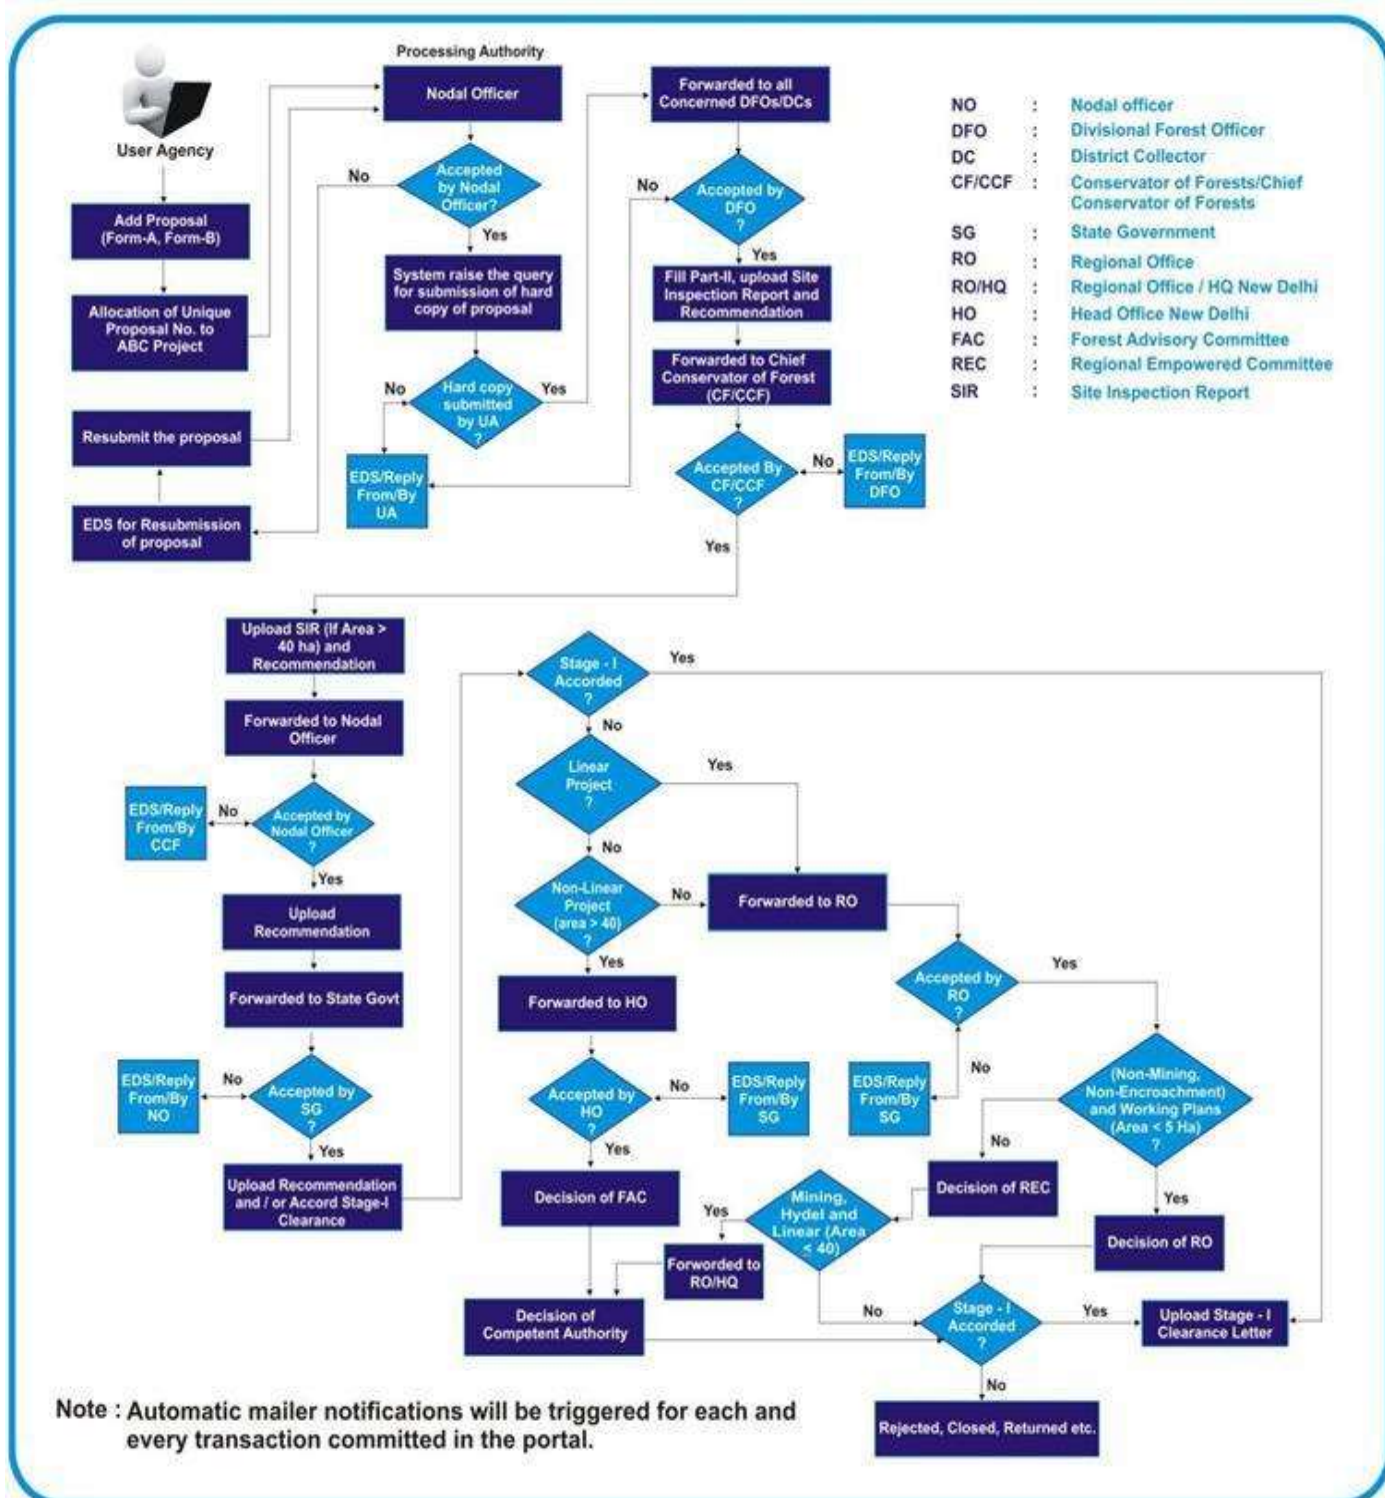 Processing Authority
User Agency
Nodal Officer
Forwarded to all
Concerned DFOs/DCs
NO : Nodal officer
DFO : Divisional Forest Officer
DC : District Collector
CF/CCF : Conservator of Forests/Chief
Conservator of Forests
SG : State Government
RO : Regional Office
RO/HQ : Regional Office / HQ New Delhi
HO : Head Office New Delhi
FAC : Forest Advisory Committee
REC : Regional Empowered Committee
SIR : Site Inspection Report
Add Proposal
(Form-A, Form-B)
Allocation of Unique
Proposal No. to
ABC Project
Resubmit the proposal
EDS for Resubmission
of proposal
No
Accepted
by Nodal
Officer?
Yes
System raise the query
for submission of hard
copy of proposal
No
Hard copy
submitted
by UA
?
Yes
EDS/Reply
From/By
UA
No
Accepted by
DFO
?
Yes
Fill Part-II, upload Site
Inspection Report and
Recommendation
Forwarded to Chief
Conservator of Forest
(CF/CCF)
Accepted By
CF/CCF
?
No
EDS/Reply
From/By
DFO
Yes
Upload SIR (If Area >
40 ha) and
Recommendation
Forwarded to Nodal
Officer
EDS/Reply
From/By
CCF
No
Accepted by
Nodal Officer
?
Yes
Upload
Recommendation
Forwarded to State Govt
EDS/Reply
From/By
NO
No
Accepted by
SG
?
Yes
Upload Recommendation
and / or Accord Stage-I
Clearance
Stage - I
Accorded
?
Yes
No
Linear
Project
?
Yes
No
Non-Linear
Project
(area > 40)
?
No
Forwarded to RO
Yes
Forwarded to HO
Accepted by
HO
?
No
EDS/Reply
From/By
SG
Yes
Decision of FAC
Accepted by
RO
?
Yes
No
EDS/Reply
From/By
SG
(Non-Mining,
Non-Encroachment)
and Working Plans
(Area < 5 Ha)
?
No
Decision of REC
Yes
Decision of RO
Mining,
Hydel and
Linear (Area
< 40)
Yes
Forworded to
RO/HQ
No
Decision of
Competent Authority
Stage - I
Accorded
?
Yes
Upload Stage - I
Clearance Letter
No
Rejected, Closed, Returned etc.
Note : Automatic mailer notifications will be triggered for each and
every transaction committed in the portal.